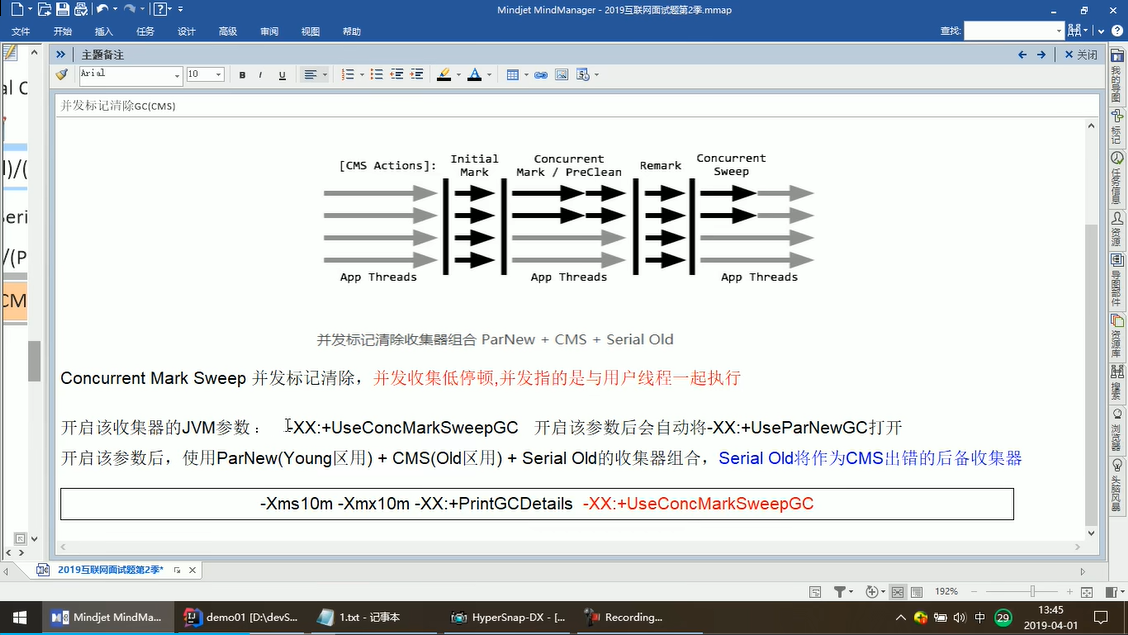 Mindjet MindManager - 2019互联网面试题第2季.mmap
文件 开始 插入 任务 设计 高级 审阅 视图 帮助 查找:
主题备注 关闭
Arial 10 B I U
并发标记清除GC(CMS)
[CMS Actions]: Initial Mark Concurrent Mark / PreClean Remark Concurrent Sweep
App Threads App Threads App Threads
并发标记清除收集器组合 ParNew + CMS + Serial Old
Concurrent Mark Sweep 并发标记清除，并发收集低停顿,并发指的是与用户线程一起执行
开启该收集器的JVM参数： -XX:+UseConcMarkSweepGC 开启该参数后会自动将-XX:+UseParNewGC打开
开启该参数后，使用ParNew(Young区用) + CMS(Old区用) + Serial Old的收集器组合，Serial Old将作为CMS出错的后备收集器
-Xms10m -Xmx10m -XX:+PrintGCDetails -XX:+UseConcMarkSweepGC
我的导图
标记
任务信息
资源
导图部件
资源库
搜索
浏览器
头脑风暴
2019互联网面试题第2季*
192%
Mindjet MindMa... demo01 [D:\devS... 1.txt - 记事本 HyperSnap-DX - [... Recording... 中 29 13:45
2019-04-01